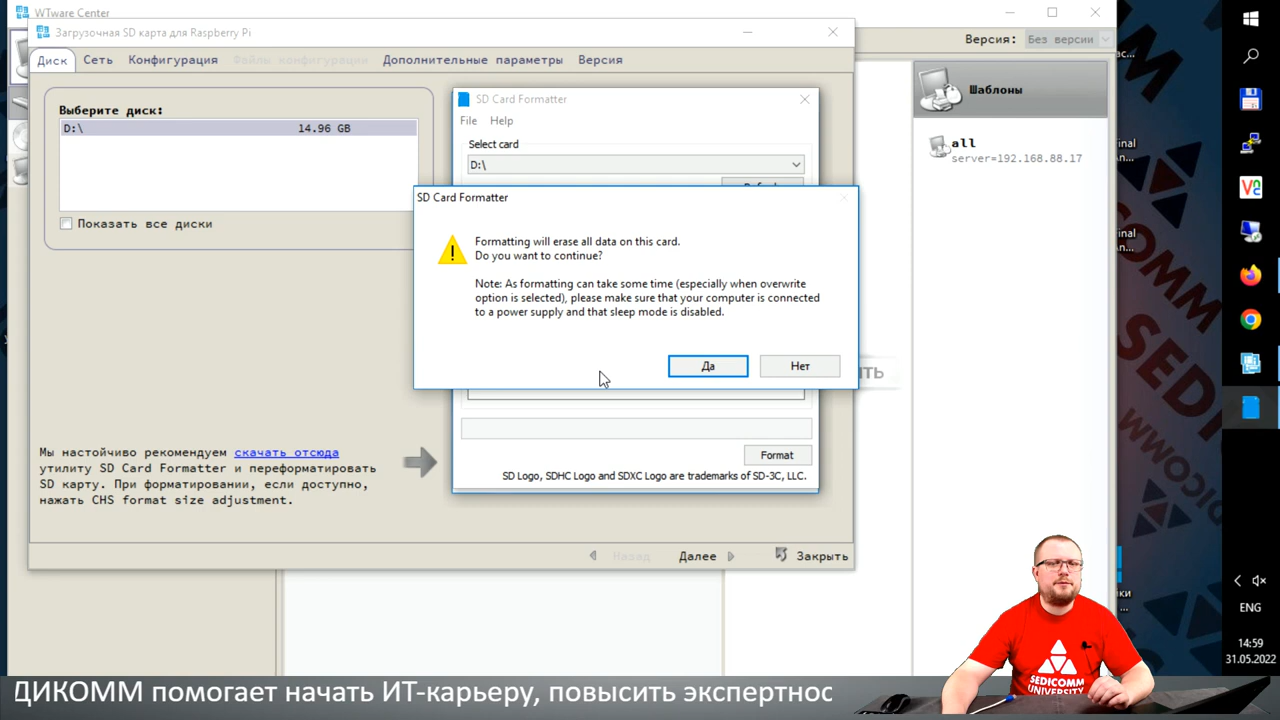 WTware Center
Загрузочная SD карта для Raspberry Pi
Версия: Без версии
Диск Сеть Конфигурация Файлы конфигурации Дополнительные параметры Версия
Выберите диск:
D:\ 14.96 GB
Показать все диски
SD Card Formatter
File Help
Select card
D:\
SD Card Formatter
Formatting will erase all data on this card.
Do you want to continue?
Note: As formatting can take some time (especially when overwrite
option is selected), please make sure that your computer is connected
to a power supply and that sleep mode is disabled.
Да Нет
Format
SD Logo, SDHC Logo and SDXC Logo are trademarks of SD-3C, LLC.
Мы настойчиво рекомендуем скачать отсюда
утилиту SD Card Formatter и переформатировать
SD карту. При форматировании, если доступно,
нажать CHS format size adjustment.
Назад Далее Закрыть
Шаблоны
all
server=192.168.88.17
ENG
14:59
31.05.2022
SEDICOMM
UNIVERSITY
ДИКОММ помогает начать ИТ-карьеру, повысить экспертнос